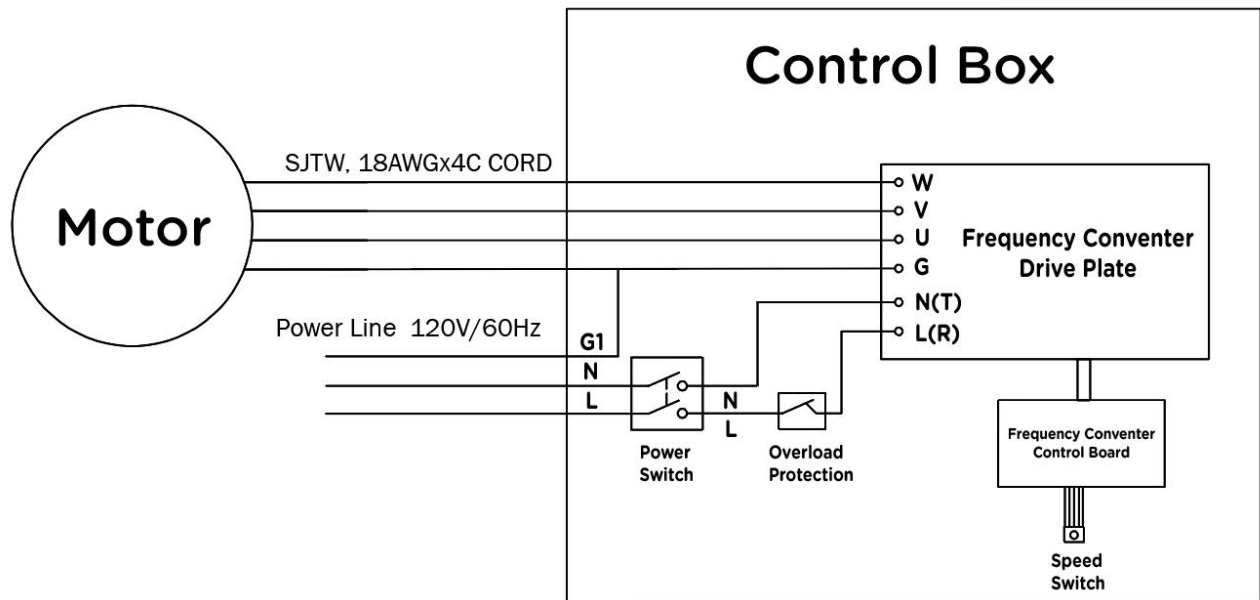 Control Box
SJTW, 18AWGx4C CORD
Motor
W
V
U
G
N(T)
L(R)
Frequency Conventer
Drive Plate
Power Line 120V/60Hz
G1
N
L
N
L
Power
Switch
Overload
Protection
Frequency Conventer
Control Board
Speed
Switch